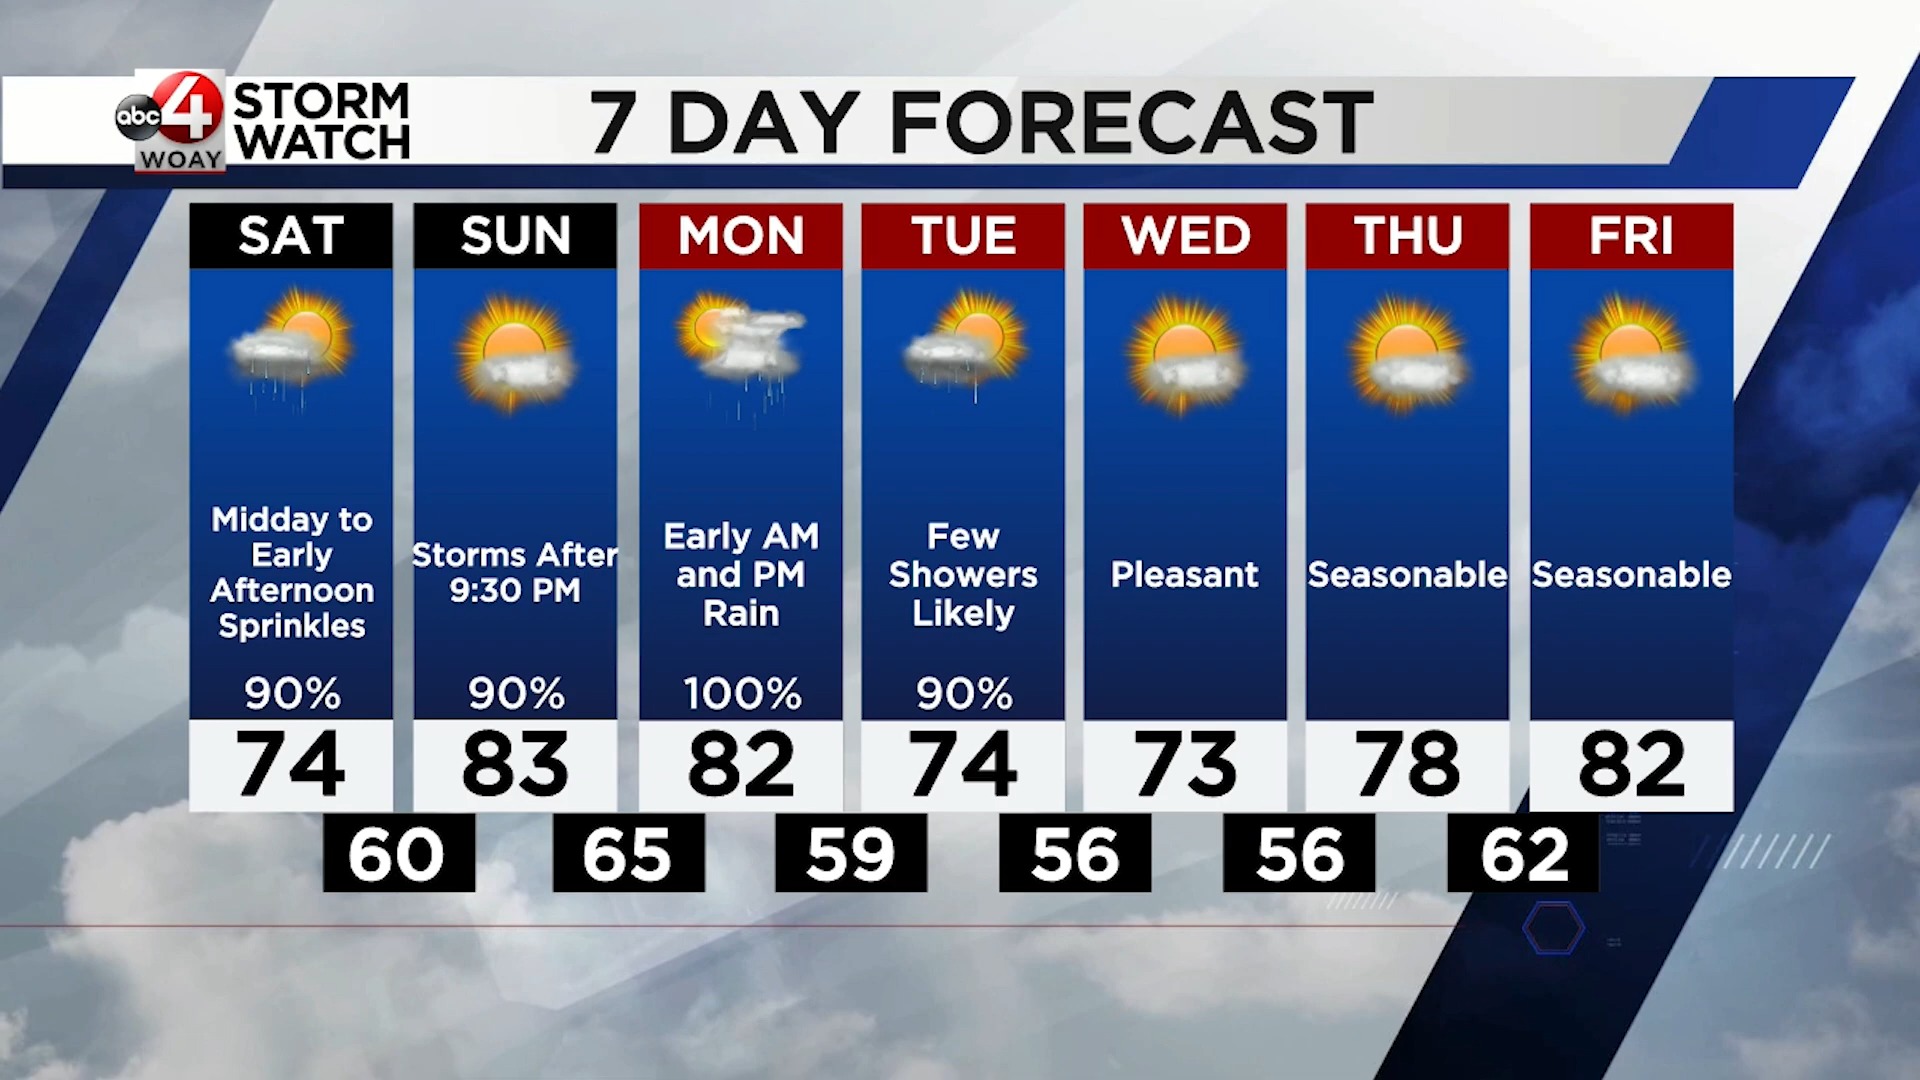 abc 4
WOAY
STORM
WATCH
7 DAY FORECAST
SAT
Midday to
Early
Afternoon
Sprinkles
90%
74
SUN
Storms After
9:30 PM
90%
83
MON
Early AM
and PM
Rain
100%
82
TUE
Few
Showers
Likely
90%
74
WED
Pleasant
73
THU
Seasonable
78
FRI
Seasonable
82
60
65
59
56
56
62